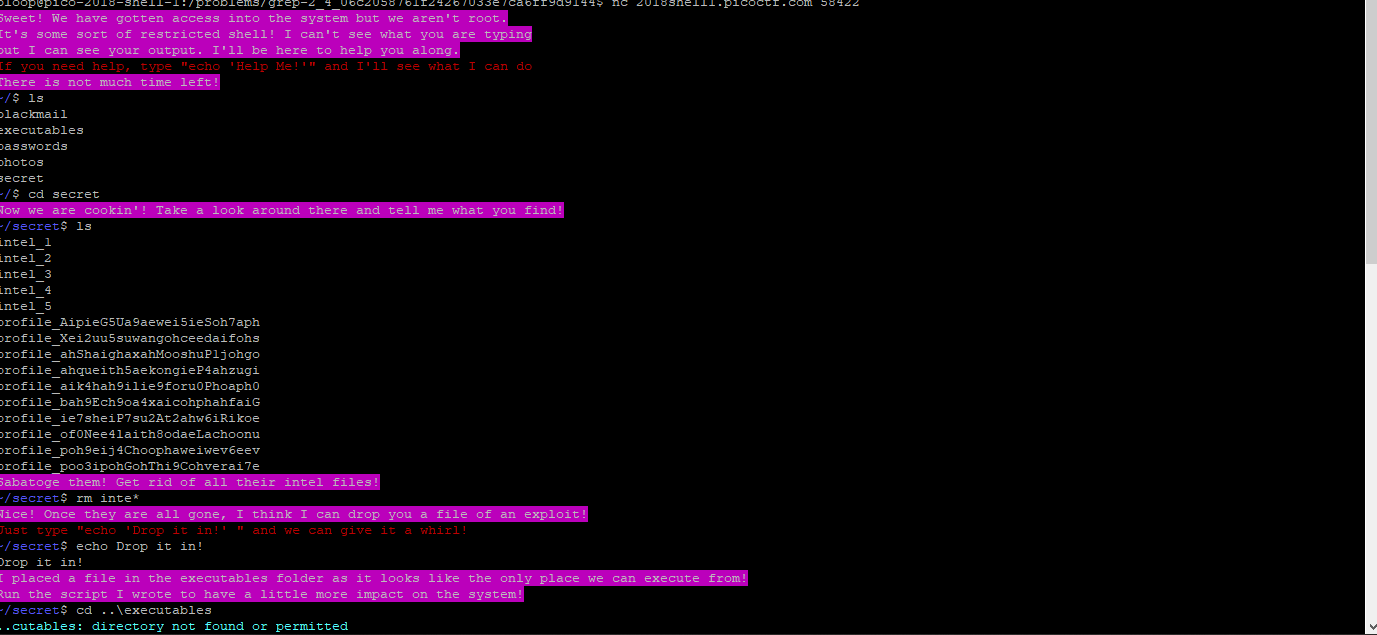 bloop@pico-2018-shell-1:/problems/grep-2_4_06c2058761f24267033e7ca6ff9d9144$ nc 2018shell1.picoctf.com 58422
Sweet! We have gotten access into the system but we aren't root.
It's some sort of restricted shell! I can't see what you are typing
but I can see your output. I'll be here to help you along.
If you need help, type "echo 'Help Me!'" and I'll see what I can do
There is not much time left!
~/$ ls
blackmail
executables
passwords
photos
secret
~/$ cd secret
Now we are cookin'! Take a look around there and tell me what you find!
~/secret$ ls
intel_1
intel_2
intel_3
intel_4
intel_5
profile_AipieG5Ua9aewei5ieSoh7aph
profile_Xei2uu5suwangohceedaifohs
profile_ahShaighaxahMooshuP1johgo
profile_ahqueith5aekongieP4ahzugi
profile_aik4hah9ilie9foru0Phoaph0
profile_bah9Ech9oa4xaicohphahfaiG
profile_ie7sheiP7su2At2ahw6iRikoe
profile_of0Nee4laith8odaeLachoonu
profile_poh9eij4Choophaweiwev6eev
profile_poo3ipohGohThi9Cohverai7e
Sabatoge them! Get rid of all their intel files!
~/secret$ rm inte*
Nice! Once they are all gone, I think I can drop you a file of an exploit!
Just type "echo 'Drop it in!' " and we can give it a whirl!
~/secret$ echo Drop it in!
Drop it in!
I placed a file in the executables folder as it looks like the only place we can execute from!
Run the script I wrote to have a little more impact on the system!
~/secret$ cd ..\executables
..cutables: directory not found or permitted